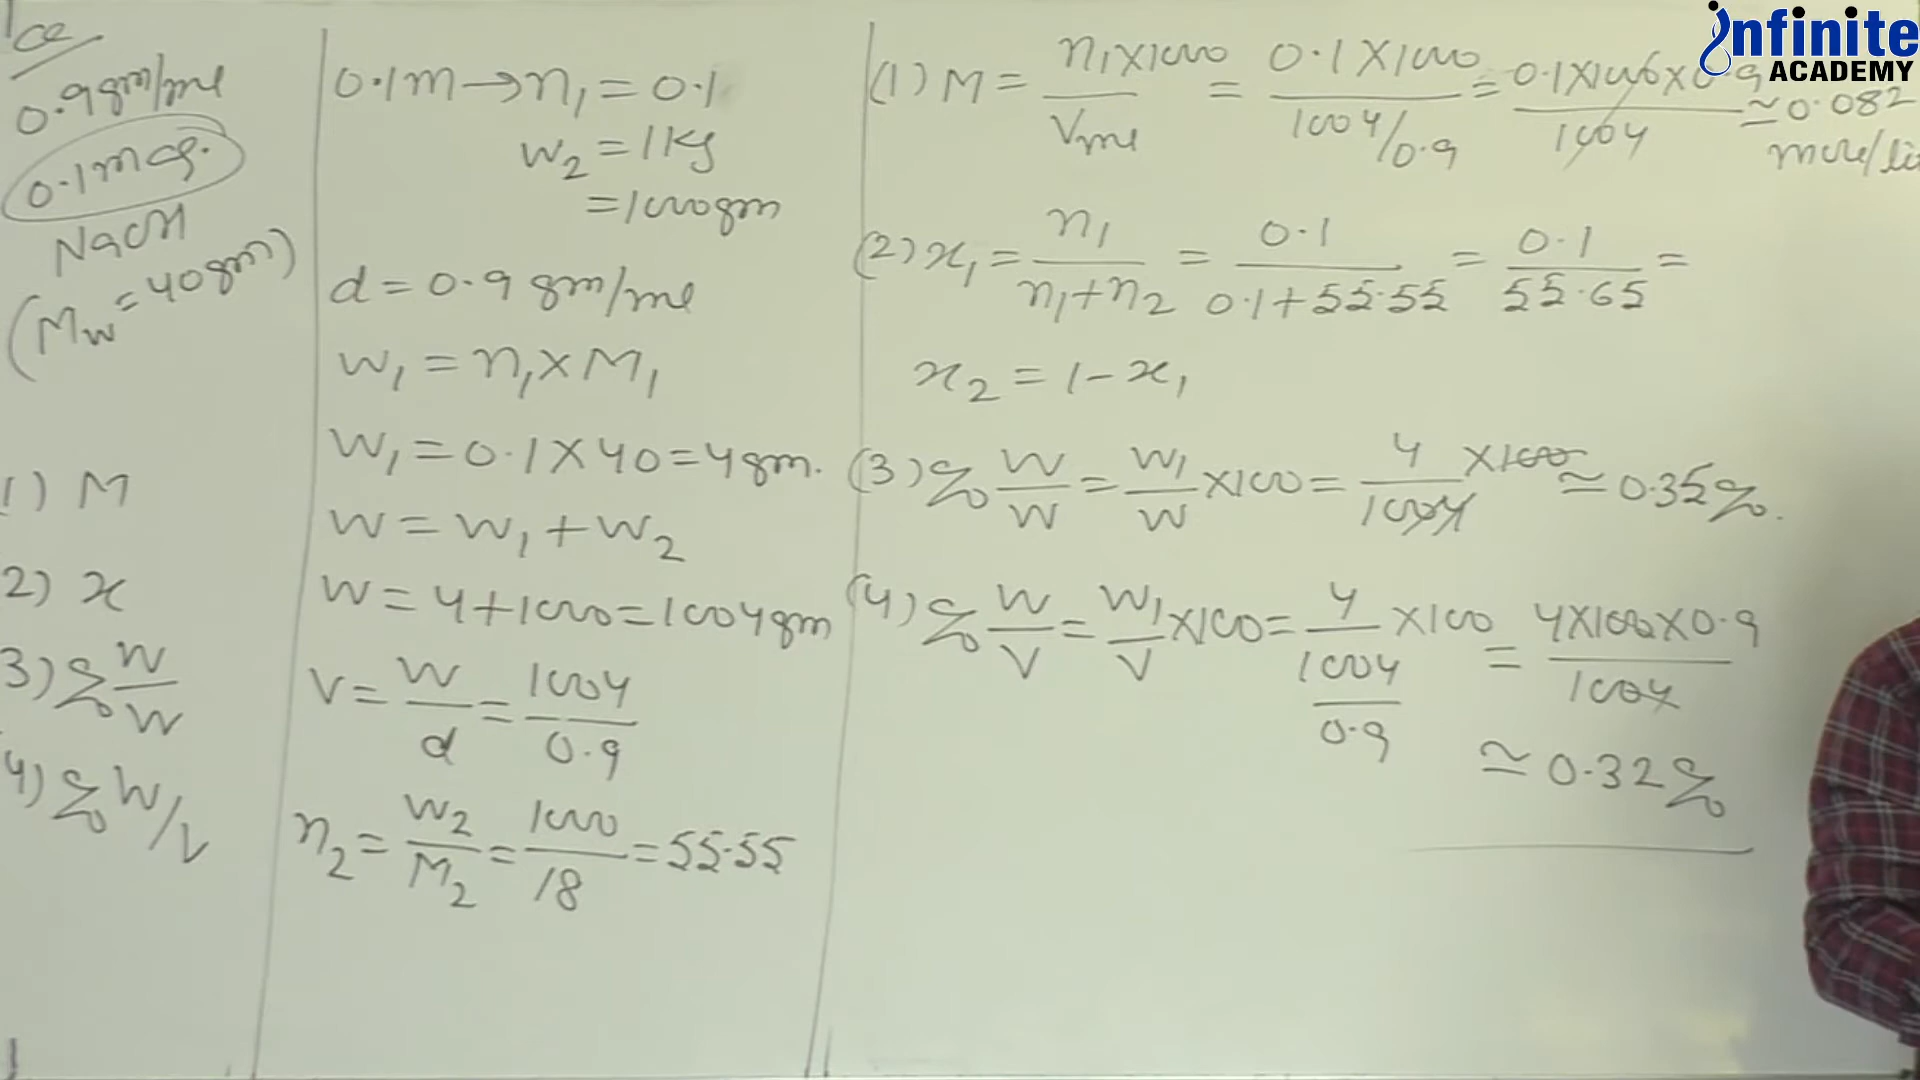 0.9gm/ml
0.1m aq.
NaOH
(Mw = 40gm)
1) M
2) x
3) % W/W
4) % W/V
0.1m → n₁ = 0.1
w₂ = 1Kg
= 1000gm
d = 0.9 gm/ml
w₁ = n₁ × M₁
W₁ = 0.1 × 40 = 4gm.
W = W₁ + W₂
W = 4 + 1000 = 1004gm
V = W/d = 1004/0.9
n₂ = W₂/M₂ = 1000/18 = 55.55
(1) M = n₁×1000/Vml = 0.1×1000/1004/0.9 = 0.1×1000×0.9/1004 ≃ 0.082
mole/lit
(2) x₁ = n₁/n₁+n₂ = 0.1/0.1+55.55 = 0.1/55.65 =
x₂ = 1 - x₁
(3) % W/W = W₁/W ×100 = 4/1004 ×100 ≃ 0.35%.
(4) % W/V = W₁/V ×100 = 4/1004/0.9 ×100 = 4×100×0.9/1004
≃ 0.32%
infinite
ACADEMY